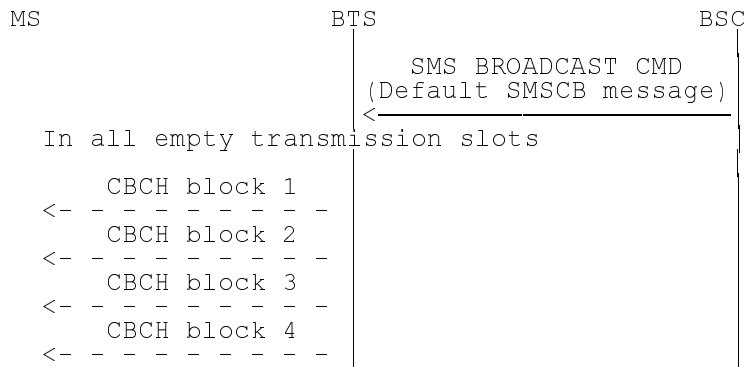 MS BTS BSC
SMS BROADCAST CMD
(Default SMSCB message)
In all empty transmission slots
CBCH block 1
CBCH block 2
CBCH block 3
CBCH block 4